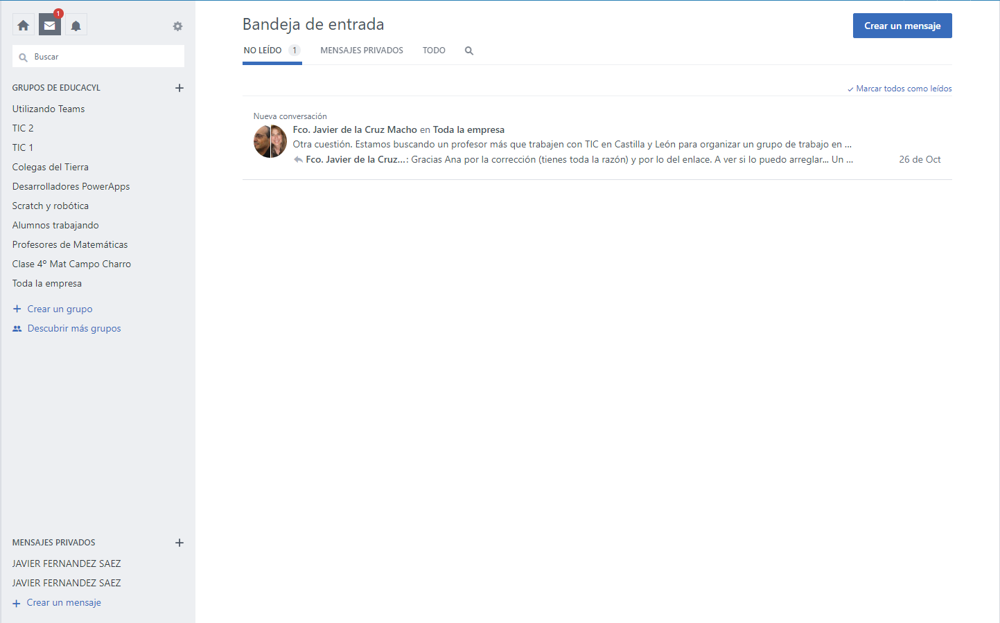 1
Buscar
GRUPOS DE EDUCACYL
Utilizando Teams
TIC 2
TIC 1
Colegas del Tierra
Desarrolladores PowerApps
Scratch y robótica
Alumnos trabajando
Profesores de Matemáticas
Clase 4º Mat Campo Charro
Toda la empresa
Crear un grupo
Descubrir más grupos
MENSAJES PRIVADOS
JAVIER FERNANDEZ SAEZ
JAVIER FERNANDEZ SAEZ
Crear un mensaje
Bandeja de entrada
Crear un mensaje
NO LEÍDO 1 MENSAJES PRIVADOS TODO
Marcar todos como leídos
Nueva conversación
Fco. Javier de la Cruz Macho en Toda la empresa
Otra cuestión. Estamos buscando un profesor más que trabajen con TIC en Castilla y León para organizar un grupo de trabajo en ...
Fco. Javier de la Cruz...: Gracias Ana por la corrección (tienes toda la razón) y por lo del enlace. A ver si lo puedo arreglar... Un ... 26 de Oct